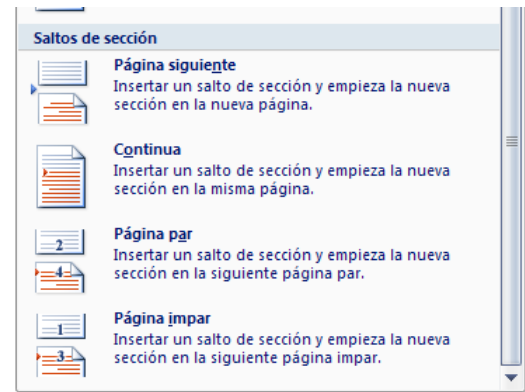 Saltos de sección
Página siguiente
Insertar un salto de sección y empieza la nueva
sección en la nueva página.
Continua
Insertar un salto de sección y empieza la nueva
sección en la misma página.
2
4
Página par
Insertar un salto de sección y empieza la nueva
sección en la siguiente página par.
1
3
Página impar
Insertar un salto de sección y empieza la nueva
sección en la siguiente página impar.